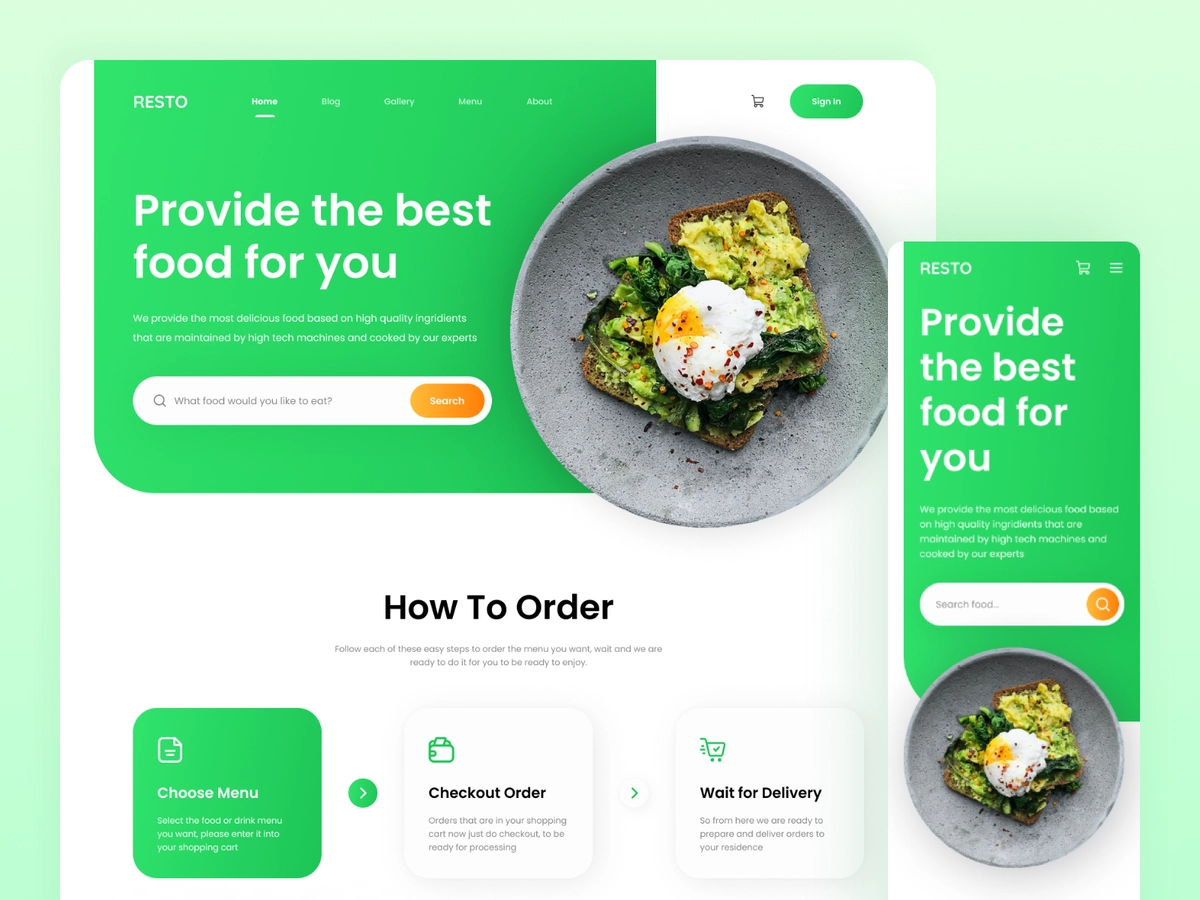 RESTO
Home
Blog
Gallery
Menu
About
Sign In
Provide the best
food for you
We provide the most delicious food based on high quality ingridients
that are maintained by high tech machines and cooked by our experts
What food would you like to eat?
Search
How To Order
Follow each of these easy steps to order the menu you want, wait and we are
ready to do it for you to be ready to enjoy.
Choose Menu
Select the food or drink menu
you want, please enter it into
your shopping cart
Checkout Order
Orders that are in your shopping
cart now just do checkout, to be
ready for processing
Wait for Delivery
So from here we are ready to
prepare and deliver orders to
your residence
RESTO
Provide
the best
food for
you
We provide the most delicious food based
on high quality ingridients that are
maintained by high tech machines and
cooked by our experts
Search food...